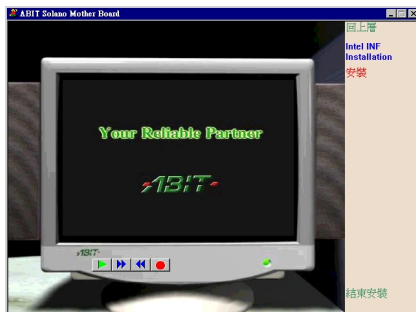 ABIT Solano Mother Board
回上層
Intel INF
Installation
安裝
Your Reliable Partner
ABIT
ABIT
結束安裝